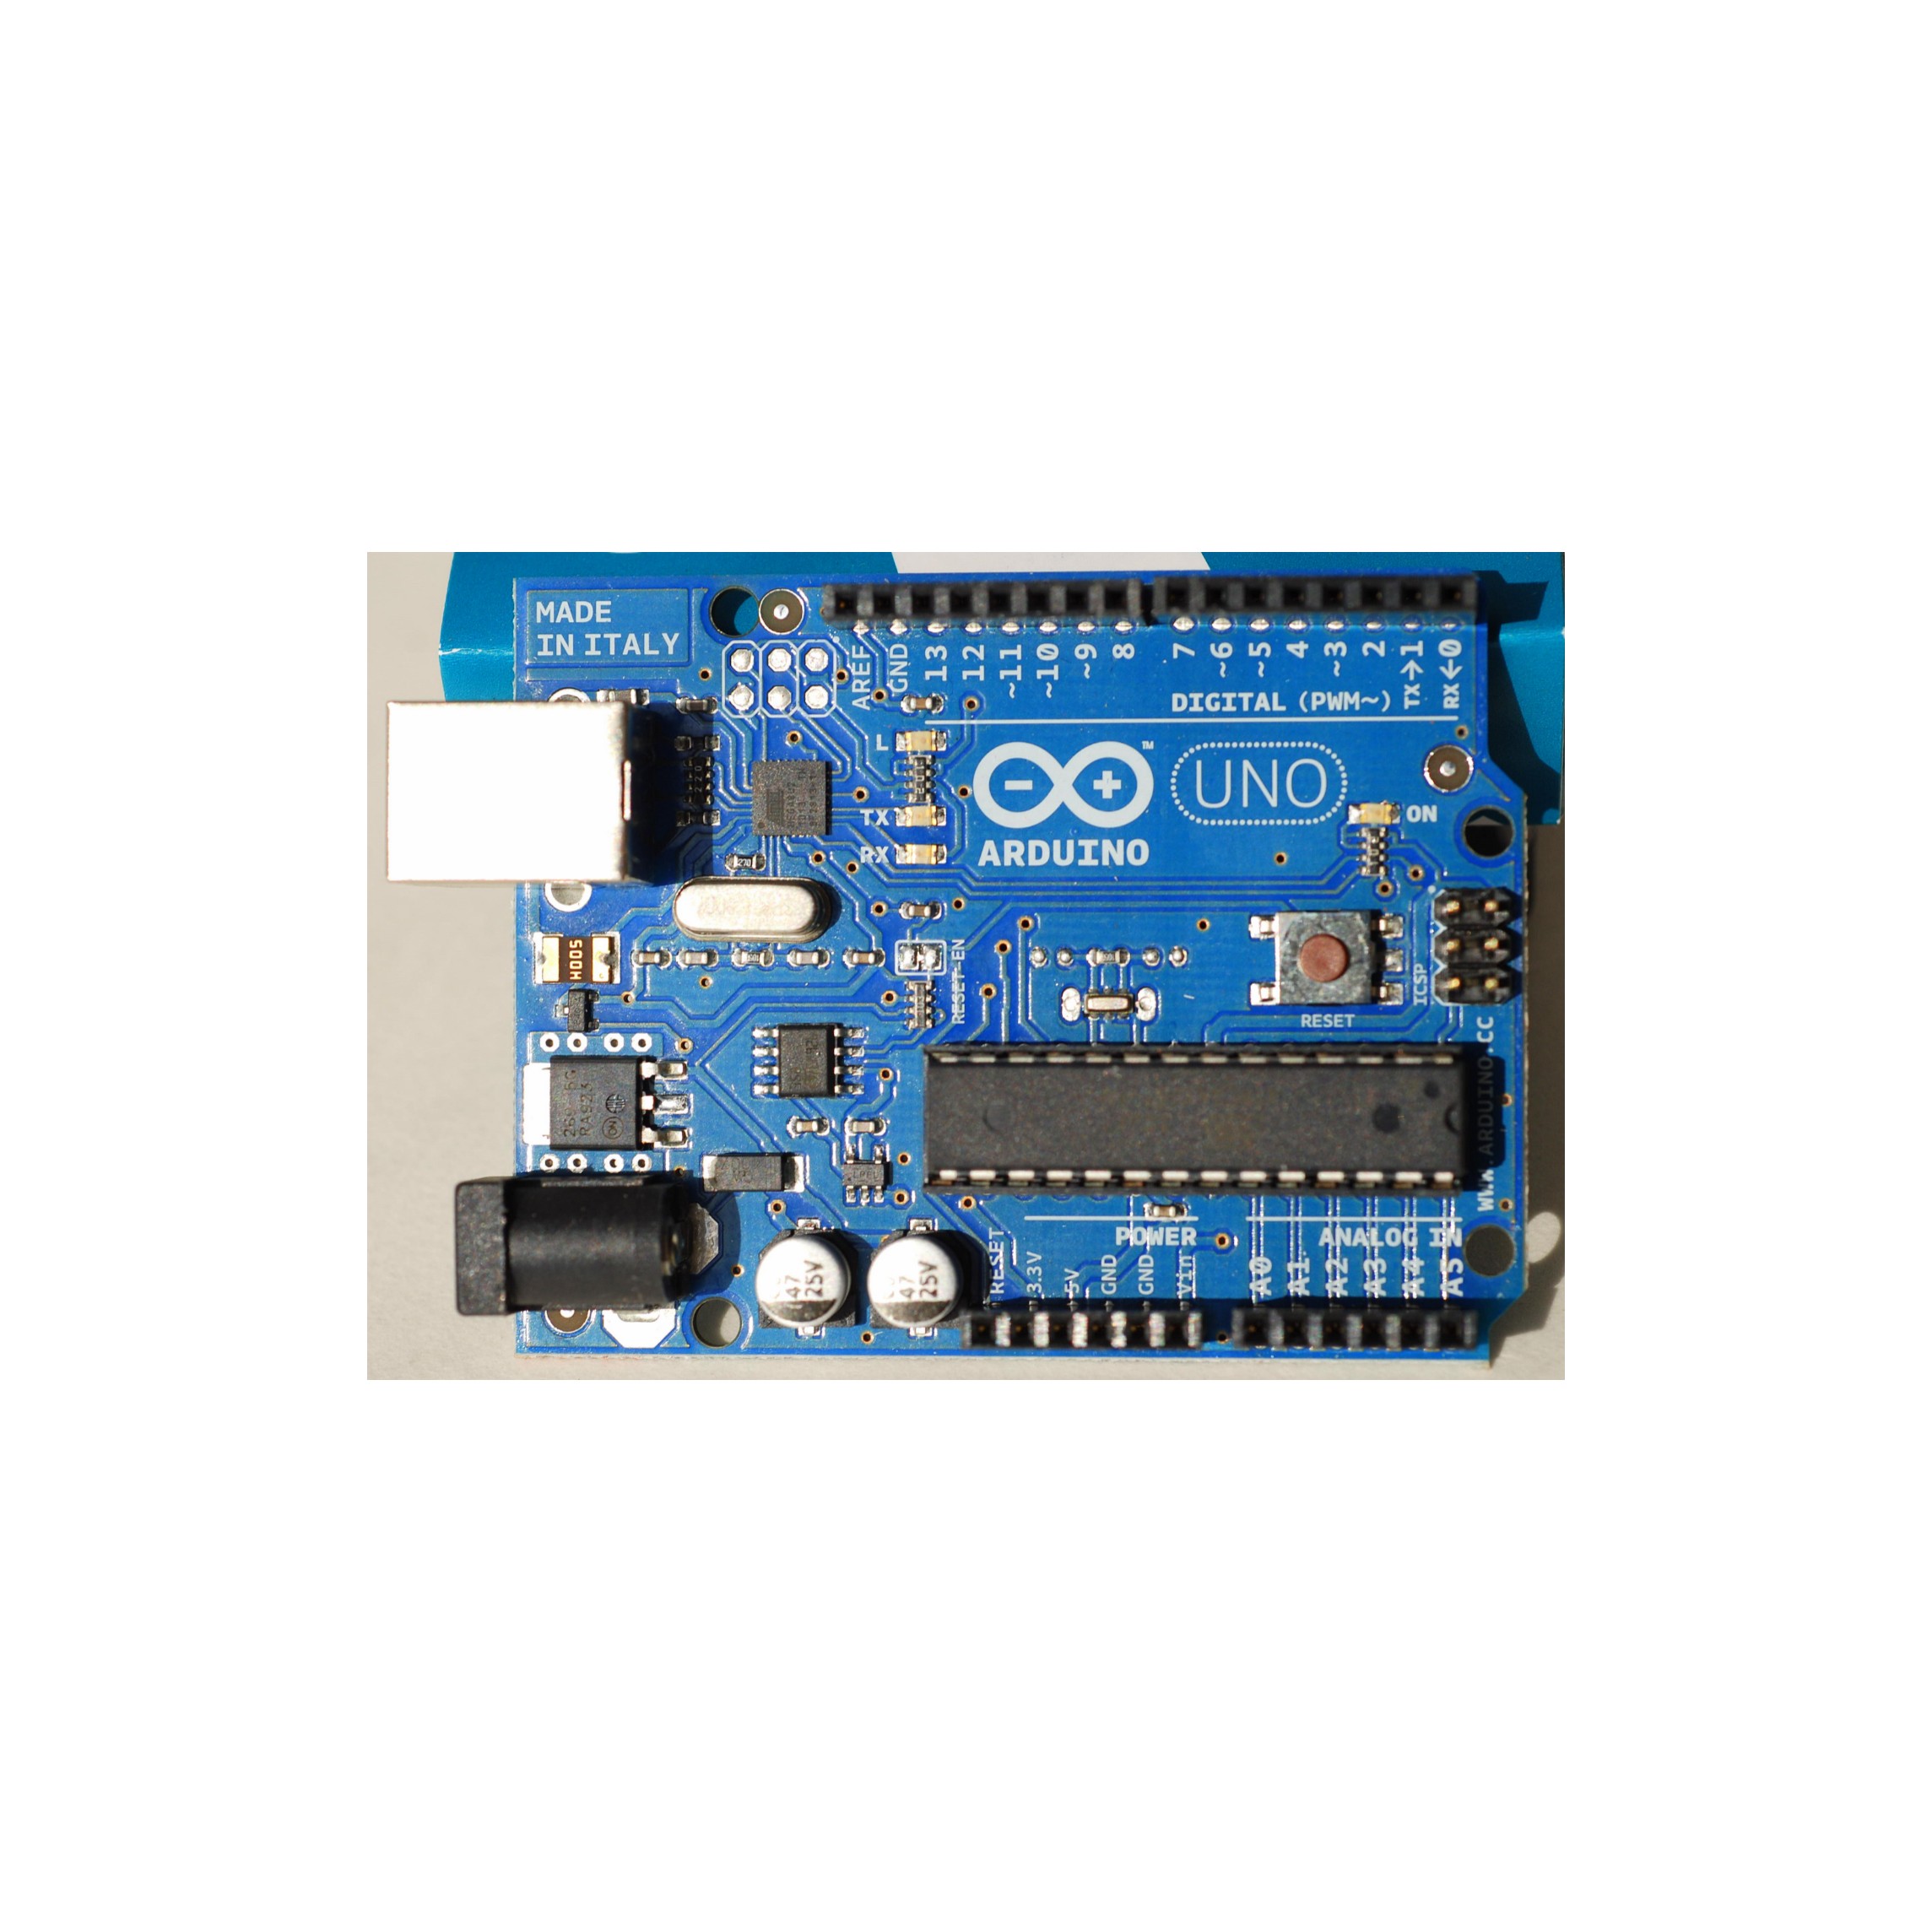 MADE
IN ITALY
AREF
GND
13
12
~11
~10
~9
8
7
~6
~5
4
~3
2
TX→1
RX←0
DIGITAL (PWM~)
L
TX
RX
™
ARDUINO
UNO
ON
RESET-EN
RESET
ICSP
WWW.ARDUINO.CC
POWER
ANALOG IN
RESET
3.3V
5V
GND
GND
Vin
A0
A1
A2
A3
A4
A5
47
25V
47
25V